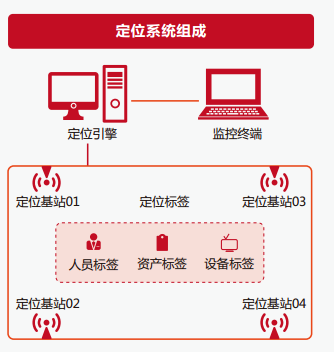 定位系统组成
定位引擎 监控终端
定位基站01 定位标签 定位基站03
人员标签 资产标签 设备标签
定位基站02 定位基站04